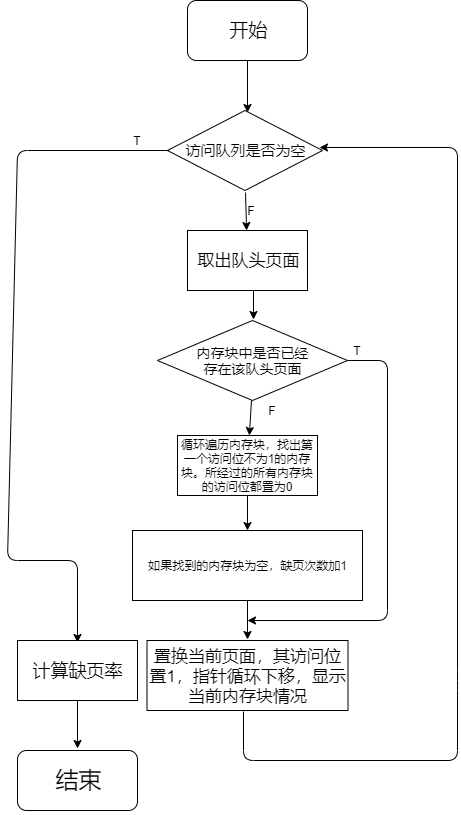 开始
T
访问队列是否为空
F
取出队头页面
内存块中是否已经
存在该队头页面
T
F
循环遍历内存块，找出第
一个访问位不为1的内存
块。所经过的所有内存块
的访问位都置为0
如果找到的内存块为空，缺页次数加1
计算缺页率
置换当前页面，其访问位
置1，指针循环下移，显示
当前内存块情况
结束